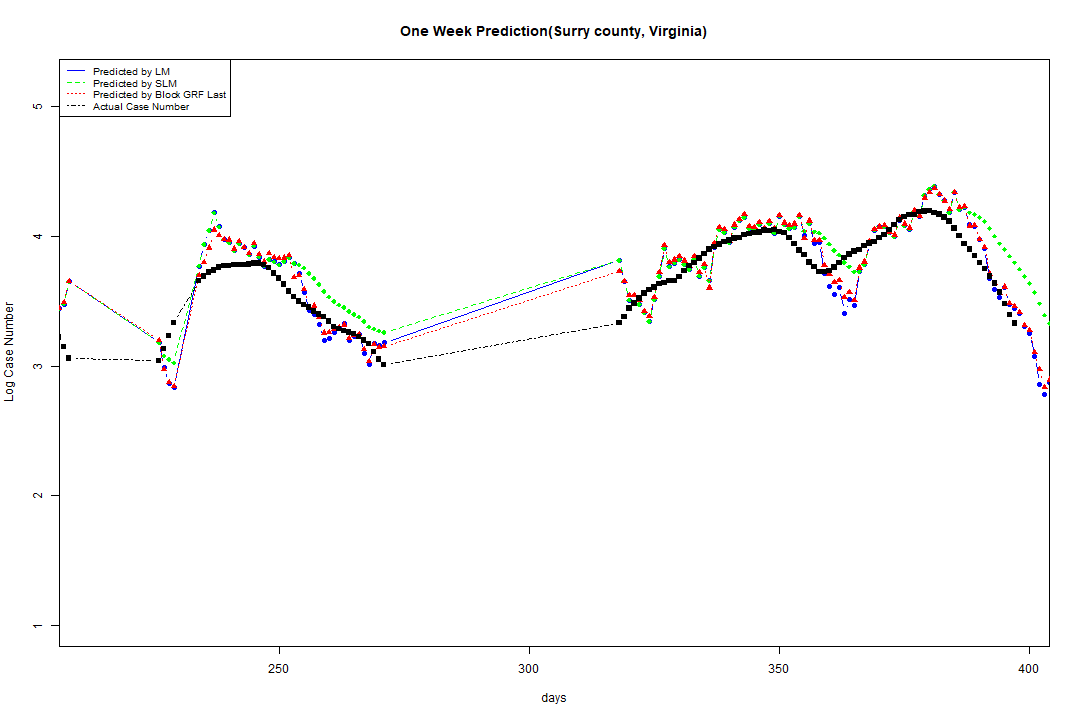 One Week Prediction(Surry county, Virginia)
Predicted by LM
Predicted by SLM
Predicted by Block GRF Last
Actual Case Number
5
4
3
2
1
Log Case Number
250
300
350
400
days